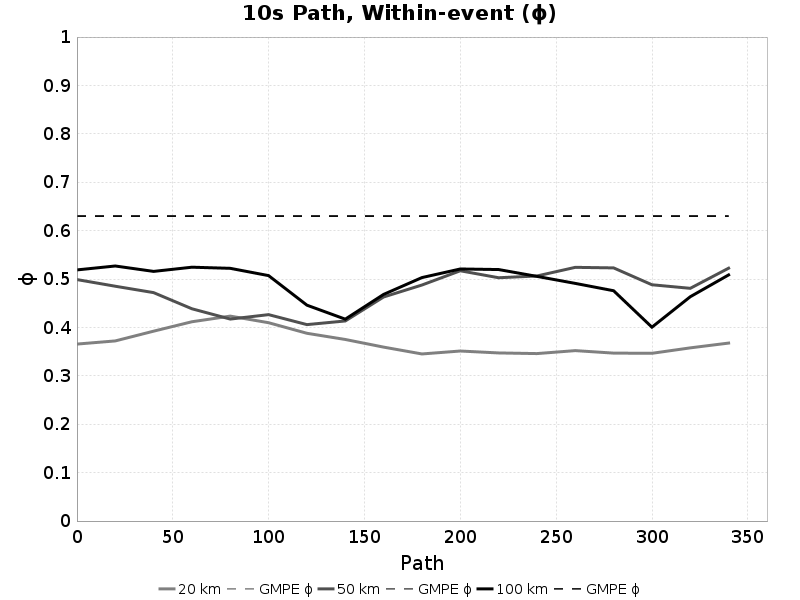 10s Path, Within-event (ϕ)
1
0.9
0.8
0.7
0.6
0.5
0.4
0.3
0.2
0.1
0
ϕ
0 50 100 150 200 250 300 350
Path
20 km GMPE ϕ 50 km GMPE ϕ 100 km GMPE ϕ